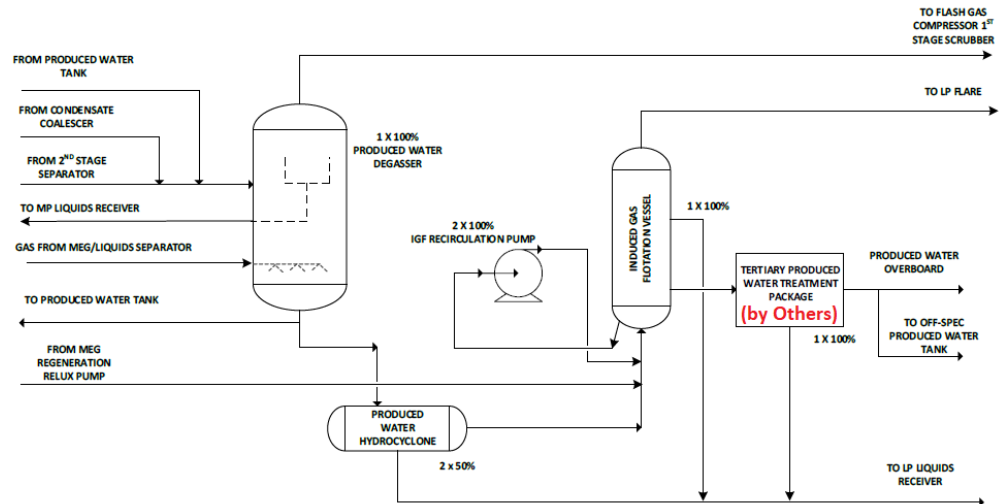 TO FLASH GAS
COMPRESSOR 1ST
STAGE SCRUBBER
FROM PRODUCED WATER
TANK
TO LP FLARE
FROM CONDENSATE
COALESCER
1 X 100%
PRODUCED WATER
DEGASSER
FROM 2ND STAGE
SEPARATOR
TO MP LIQUIDS RECEIVER
1 X 100%
2 X 100%
IGF RECIRCULATION PUMP
INDUCED GAS
FLOTATION VESSEL
GAS FROM MEG/LIQUIDS SEPARATOR
PRODUCED WATER
OVERBOARD
TERTIARY PRODUCED
WATER TREATMENT
PACKAGE
(by Others)
TO PRODUCED WATER TANK
1 X 100%
TO OFF-SPEC
PRODUCED WATER
TANK
FROM MEG
REGENERATION
RELUX PUMP
PRODUCED
WATER
HYDROCYCLONE
2 x 50%
TO LP LIQUIDS
RECEIVER